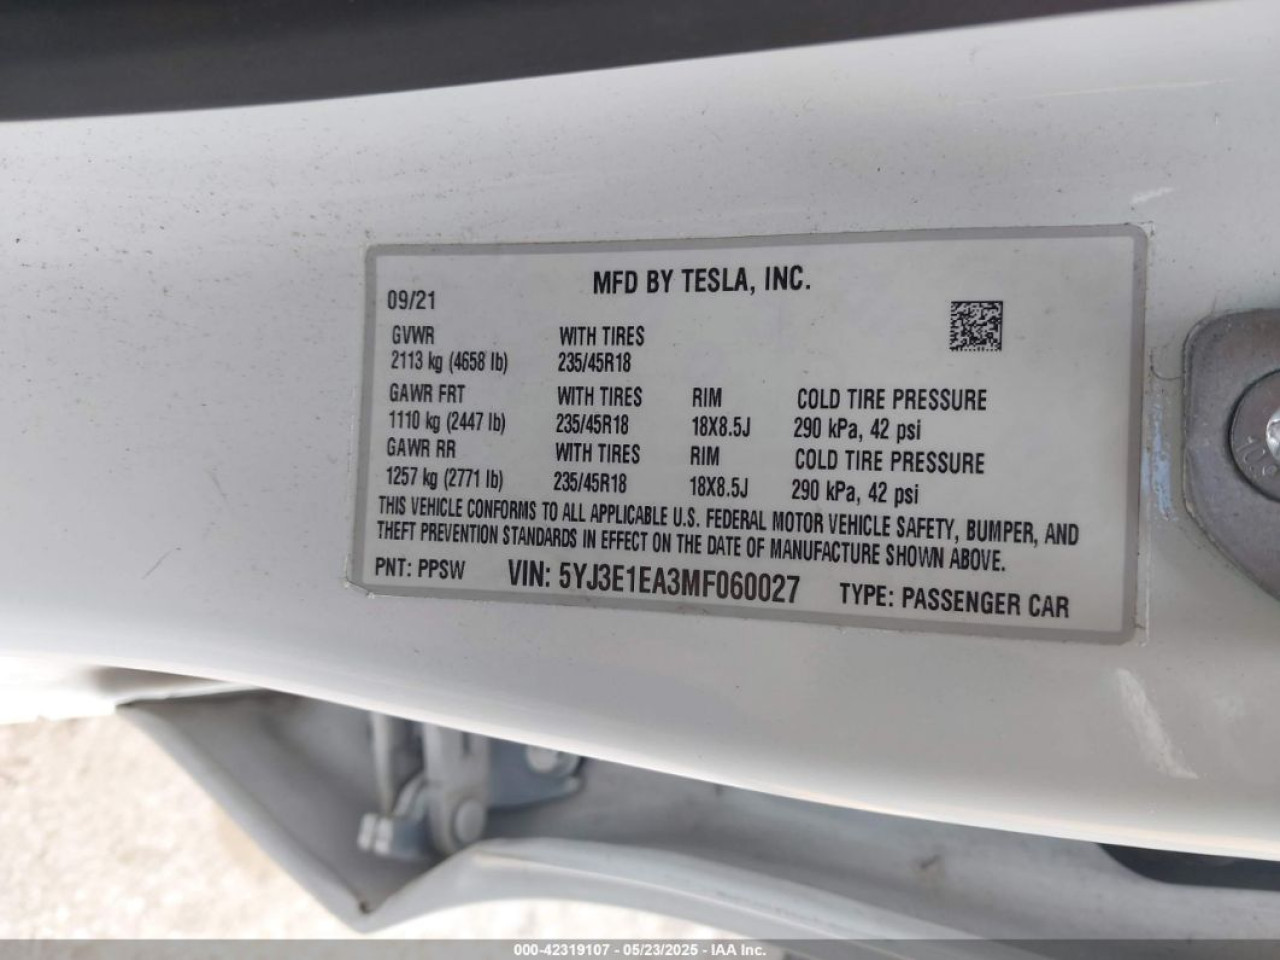 MFD BY TESLA, INC.
09/21
GVWR WITH TIRES
2113 kg (4658 lb) 235/45R18
GAWR FRT WITH TIRES RIM COLD TIRE PRESSURE
1110 kg (2447 lb) 235/45R18 18X8.5J 290 kPa, 42 psi
GAWR RR WITH TIRES RIM COLD TIRE PRESSURE
1257 kg (2771 lb) 235/45R18 18X8.5J 290 kPa, 42 psi
THIS VEHICLE CONFORMS TO ALL APPLICABLE U.S. FEDERAL MOTOR VEHICLE SAFETY, BUMPER, AND
THEFT PREVENTION STANDARDS IN EFFECT ON THE DATE OF MANUFACTURE SHOWN ABOVE.
PNT: PPSW VIN: 5YJ3E1EA3MF060027 TYPE: PASSENGER CAR
000-42319107 - 05/23/2025 - IAA Inc.